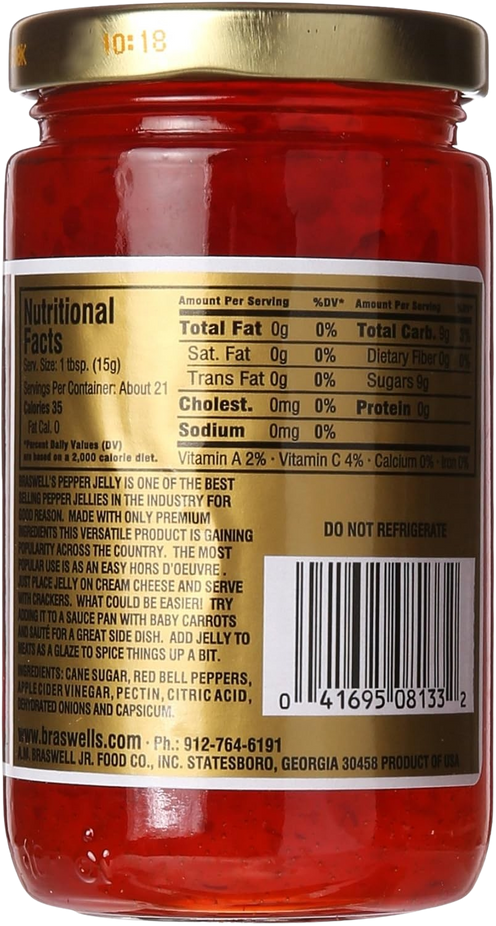 10:18
Nutritional
Facts
Serv. Size: 1 tbsp. (15g)
Servings Per Container: About 21
Calories 35
Fat Cal. 0
*Percent Daily Values (DV)
are based on a 2,000 calorie diet.
Amount Per Serving %DV* Amount Per Serving
Total Fat 0g 0% Total Carb. 9g 3%
Sat. Fat 0g 0% Dietary Fiber 0g 0%
Trans Fat 0g 0% Sugars 9g
Cholest. 0mg 0% Protein 0g
Sodium 0mg 0%
Vitamin A 2% · Vitamin C 4% · Calcium 0% · Iron 0%
BRASWELL'S PEPPER JELLY IS ONE OF THE BEST
SELLING PEPPER JELLIES IN THE INDUSTRY FOR
GOOD REASON. MADE WITH ONLY PREMIUM
INGREDIENTS THIS VERSATILE PRODUCT IS GAINING
POPULARITY ACROSS THE COUNTRY. THE MOST
POPULAR USE IS AS AN EASY HORS D'OEUVRE.
JUST PLACE JELLY ON CREAM CHEESE AND SERVE
WITH CRACKERS. WHAT COULD BE EASIER! TRY
ADDING IT TO A SAUCE PAN WITH BABY CARROTS
AND SAUTÉ FOR A GREAT SIDE DISH. ADD JELLY TO
MEATS AS A GLAZE TO SPICE THINGS UP A BIT.
INGREDIENTS: CANE SUGAR, RED BELL PEPPERS,
APPLE CIDER VINEGAR, PECTIN, CITRIC ACID,
DEHYDRATED ONIONS AND CAPSICUM.
DO NOT REFRIGERATE
0 41695 08133 2
www.braswells.com · Ph.: 912-764-6191
A.M. BRASWELL JR. FOOD CO., INC. STATESBORO, GEORGIA 30458 PRODUCT OF USA